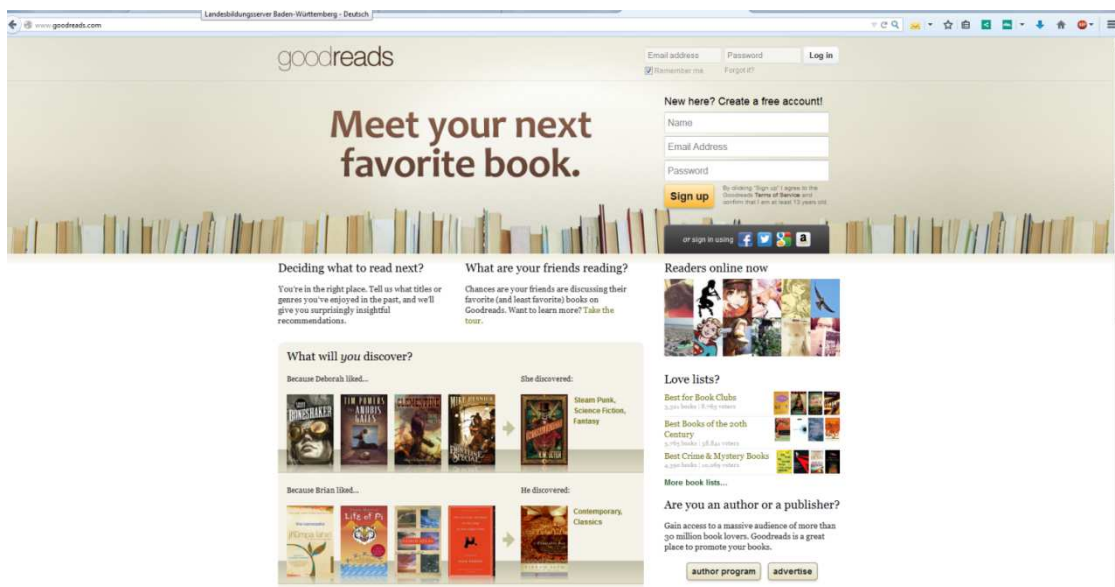 Landesbildungsserver Baden-Württemberg - Deutsch
www.goodreads.com
goodreads
Email address
Password
Log in
Remember me
Forgot it?
Meet your next
favorite book.
New here? Create a free account!
Name
Email Address
Password
Sign up
By clicking "Sign up" I agree to the
Goodreads Terms of Service and
confirm that I am at least 13 years old
or sign in using
Deciding what to read next?
You're in the right place. Tell us what titles or
genres you've enjoyed in the past, and we'll
give you surprisingly insightful
recommendations.
What are your friends reading?
Chances are your friends are discussing their
favorite (and least favorite) books on
Goodreads. Want to learn more? Take the
tour.
Readers online now
What will you discover?
Because Deborah liked...
She discovered:
BONESHAKER
TIM POWERS
ANUBIS
GATES
CLEMENTINE
Steam Punk,
Science Fiction,
Fantasy
Because Brian liked...
He discovered:
Life of Pi
Contemporary,
Classics
Love lists?
Best for Book Clubs
Best Books of the 20th
Century
Best Crime & Mystery Books
More book lists...
Are you an author or a publisher?
Gain access to a massive audience of more than
30 million book lovers. Goodreads is a great
place to promote your books.
author program
advertise